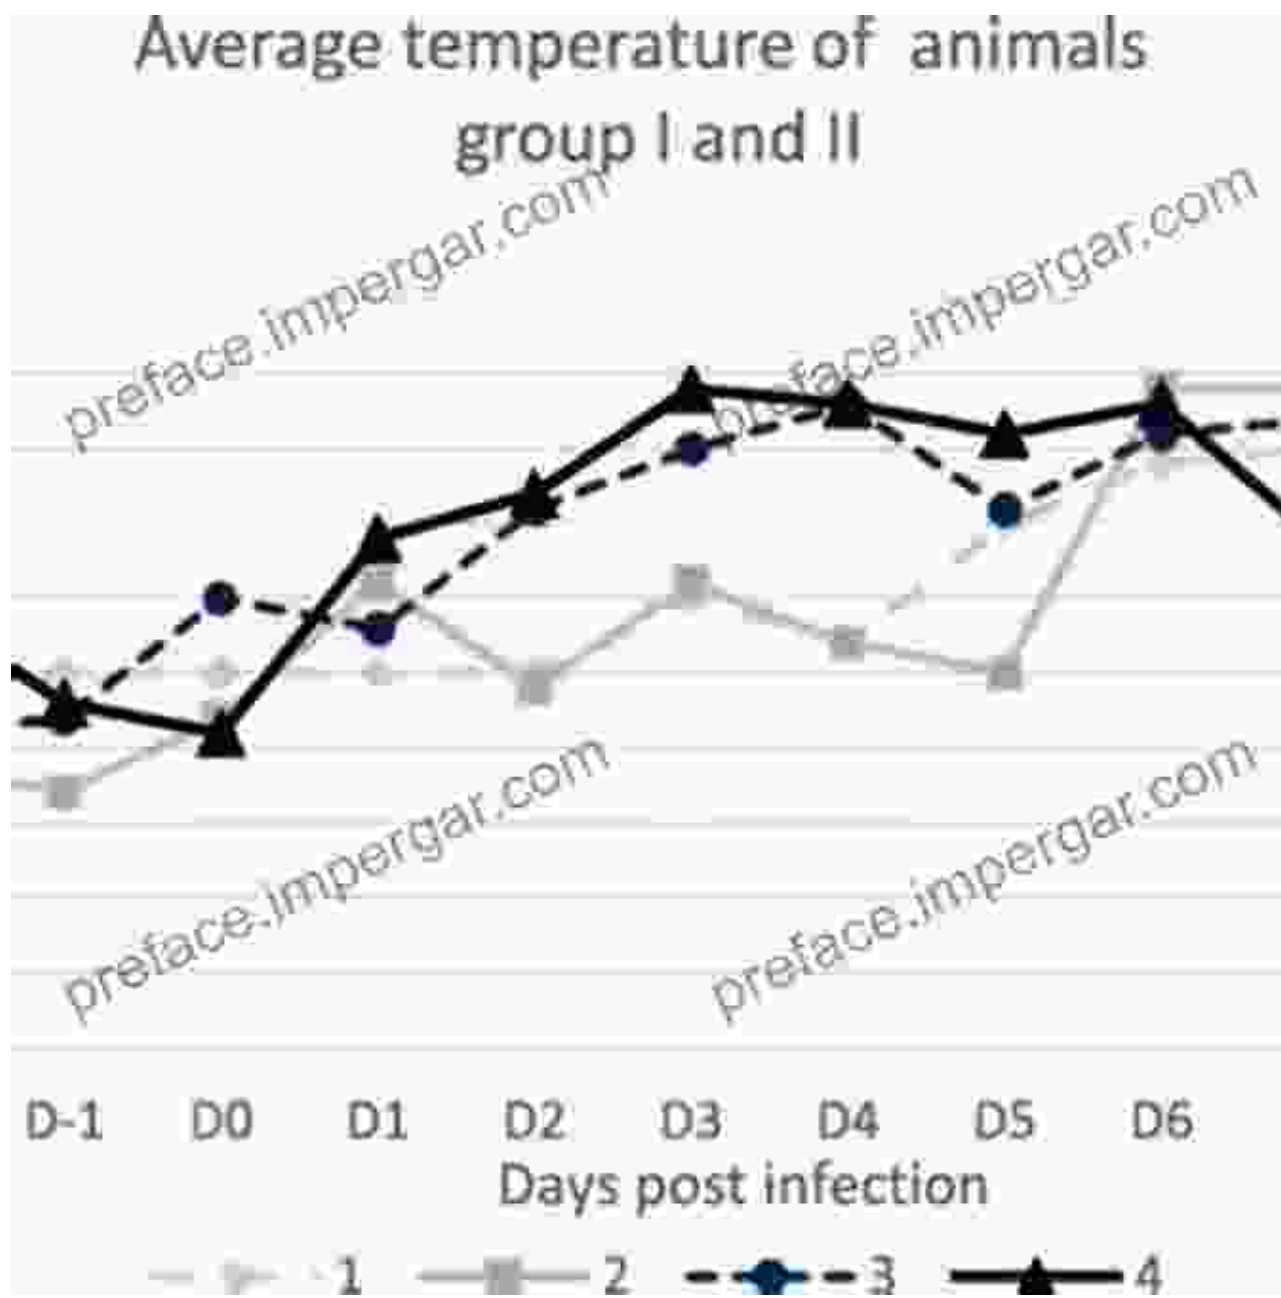 Average temperature of animals
group I and II
preface.impergar.com
preface.impergar.com
preface.impergar.com
preface.impergar.com
D-1 D0 D1 D2 D3 D4 D5 D6
Days post infection
1 2 3 4